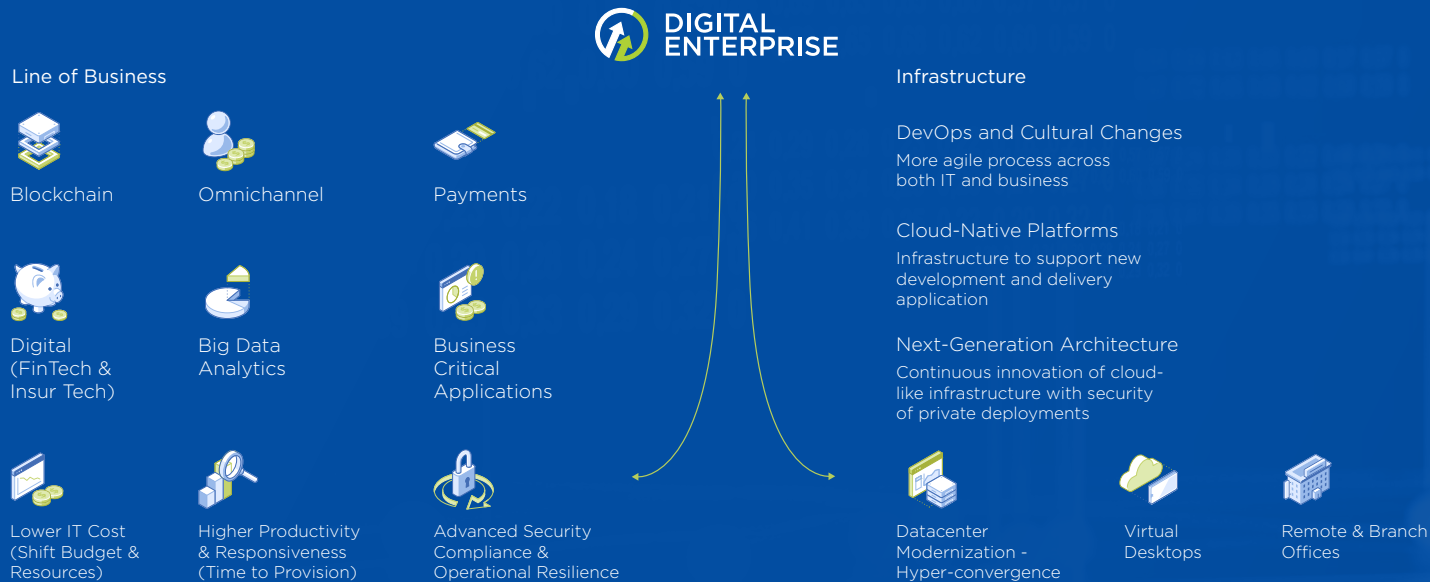 DIGITAL
ENTERPRISE
Line of Business
Blockchain
Omnichannel
Payments
Digital
(FinTech &
Insur Tech)
Big Data
Analytics
Business
Critical
Applications
Lower IT Cost
(Shift Budget &
Resources)
Higher Productivity
& Responsiveness
(Time to Provision)
Advanced Security
Compliance &
Operational Resilience
Infrastructure
DevOps and Cultural Changes
More agile process across
both IT and business
Cloud-Native Platforms
Infrastructure to support new
development and delivery
application
Next-Generation Architecture
Continuous innovation of cloud-
like infrastructure with security
of private deployments
Datacenter
Modernization -
Hyper-convergence
Virtual
Desktops
Remote & Branch
Offices